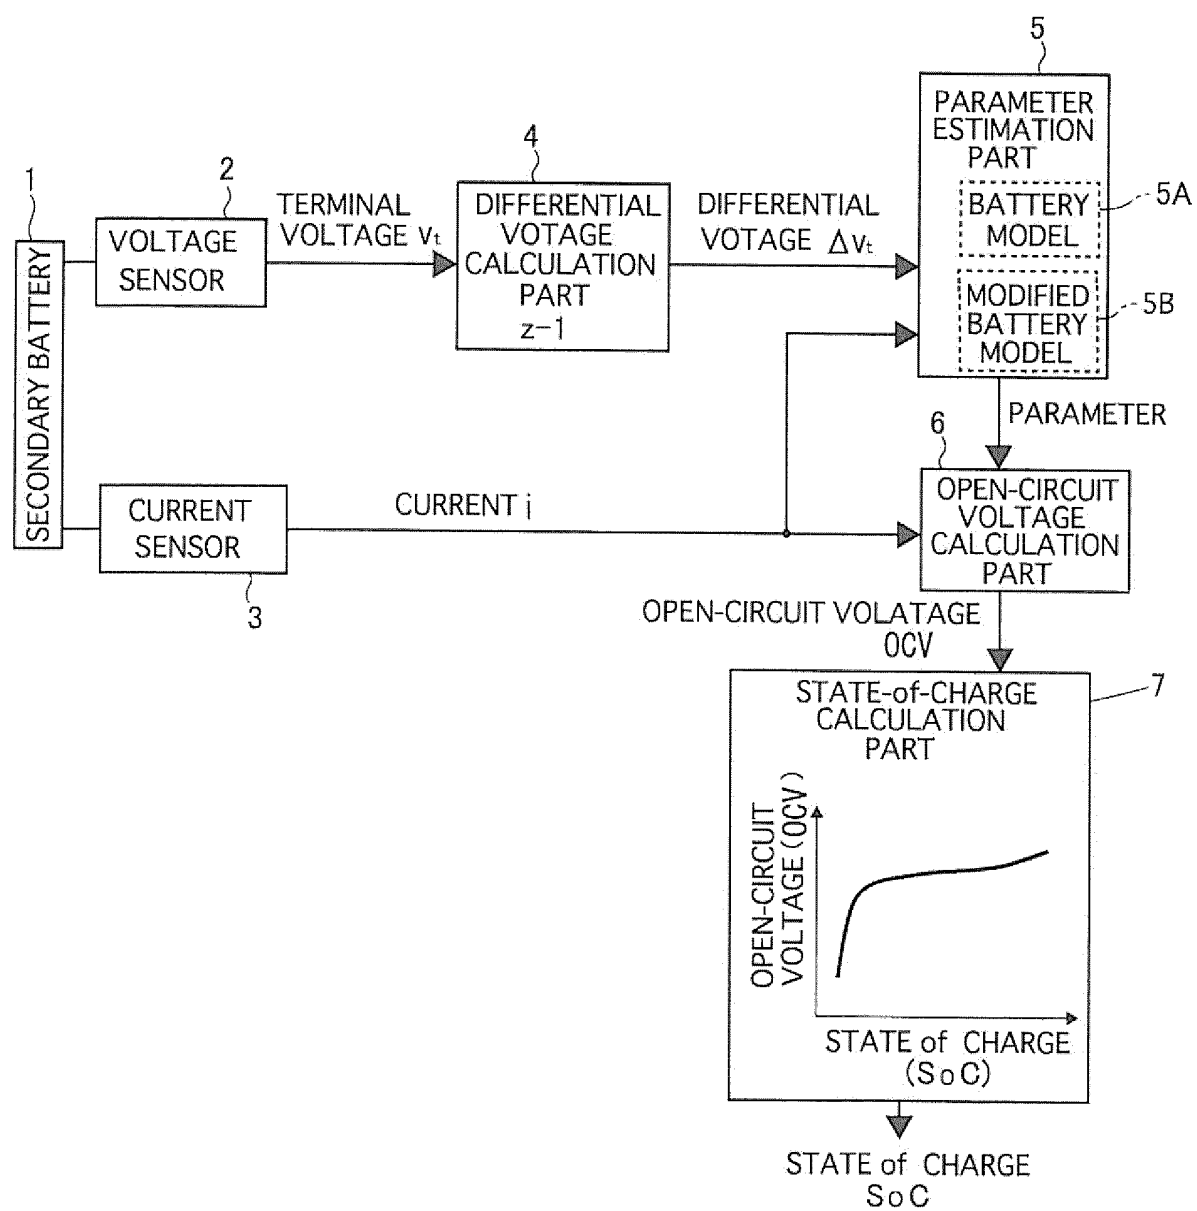 5
PARAMETER
ESTIMATION
PART
4
1
2
5A
BATTERY
MODEL
VOLTAGE
SENSOR
TERMINAL
VOLTAGE Vt
DIFFERENTIAL
VOTAGE
CALCULATION
PART
z-1
DIFFERENTIAL
VOTAGE ΔVt
5B
MODIFIED
BATTERY
MODEL
SECONDARY BATTERY
PARAMETER
6
CURRENT
SENSOR
3
CURRENT i
OPEN-CIRCUIT
VOLTAGE
CALCULATION
PART
OPEN-CIRCUIT VOLATAGE
OCV
7
STATE-of-CHARGE
CALCULATION
PART
OPEN-CIRCUIT
VOLTAGE (OCV)
STATE of CHARGE
(SoC)
STATE of CHARGE
SoC